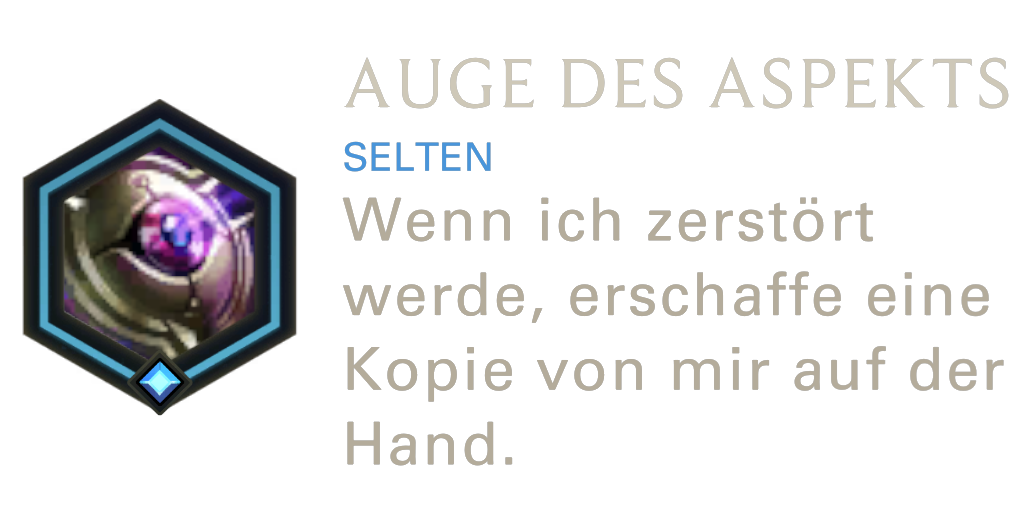 AUGE DES ASPEKTS
SELTEN
Wenn ich zerstört
werde, erschaffe eine
Kopie von mir auf der
Hand.